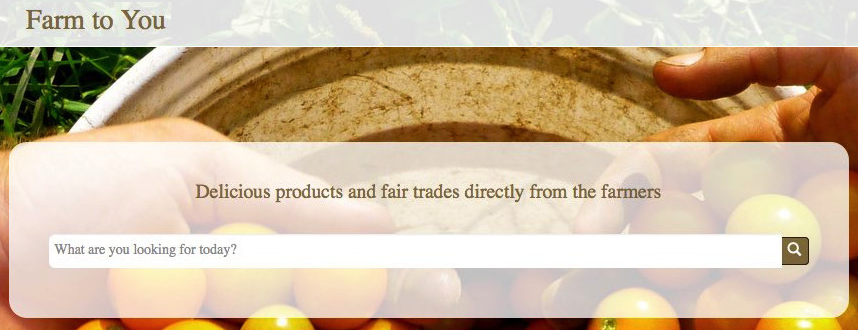 Farm to You
Delicious products and fair trades directly from the farmers
What are you looking for today?